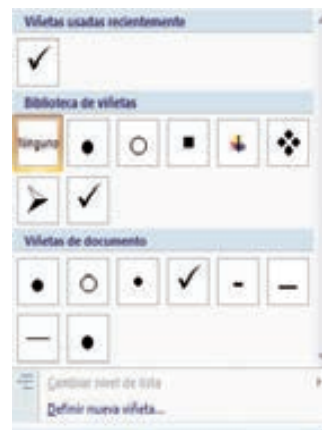 Viñetas usadas recientemente
Biblioteca de viñetas
Ninguno
Viñetas de documento
Cambiar nivel de lista
Definir nueva viñeta...